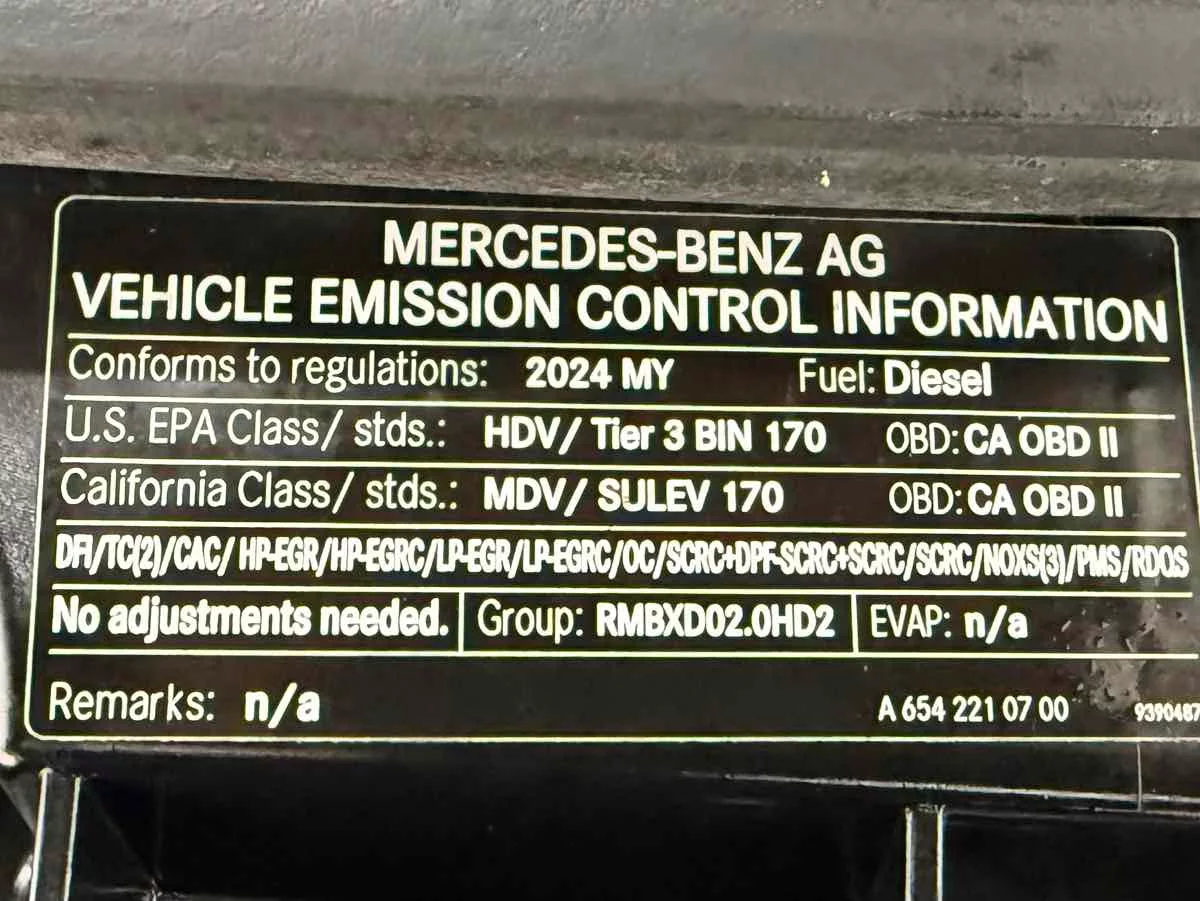 MERCEDES-BENZ AG
VEHICLE EMISSION CONTROL INFORMATION
Conforms to regulations: 2024 MY Fuel: Diesel
U.S. EPA Class/ stds.: HDV/ Tier 3 BIN 170 OBD: CA OBD II
California Class/ stds.: MDV/ SULEV 170 OBD: CA OBD II
DFI/TC(2)/CAC/ HP-EGR/HP-EGRC/LP-EGR/LP-EGRC/OC/SCRC+DPF-SCRC+SCRC/SCRC/NOXS(3)/PMS/RDQS
No adjustments needed. Group: RMBXD02.0HD2 EVAP: n/a
Remarks: n/a A 654 221 07 00 9390487